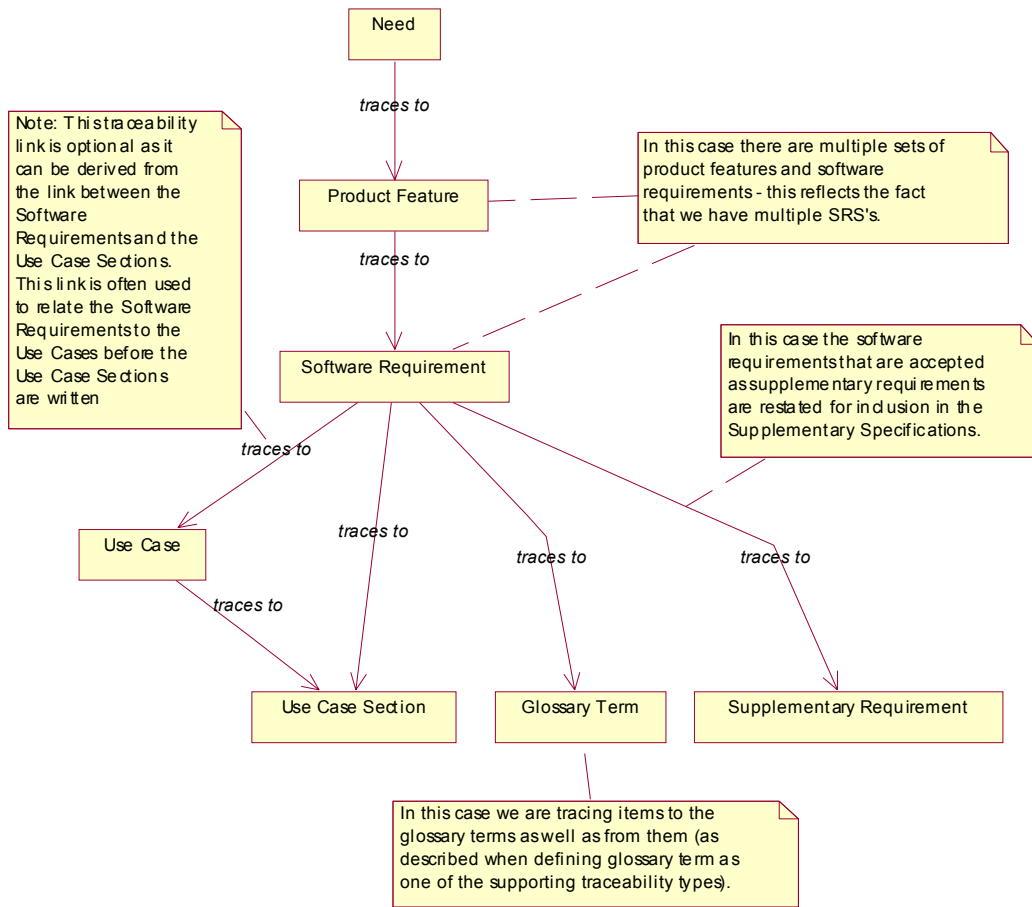 Need
traces to
Note: This traceability
link is optional as it
can be derived from
the link between the
Software
Requirements and the
Use Case Sections.
This link is often used
to relate the Software
Requirements to the
Use Cases before the
Use Case Sections
are written
In this case there are multiple sets of
product features and software
requirements - this reflects the fact
that we have multiple SRS's.
Product Feature
traces to
In this case the software
requirements that are accepted
as supplementary requirements
are restated for inclusion in the
Supplementary Specifications.
Software Requirement
traces to
traces to
traces to
traces to
Use Case
traces to
Use Case Section
Glossary Term
Supplementary Requirement
In this case we are tracing items to the
glossary terms as well as from them (as
described when defining glossary term as
one of the supporting traceability types).